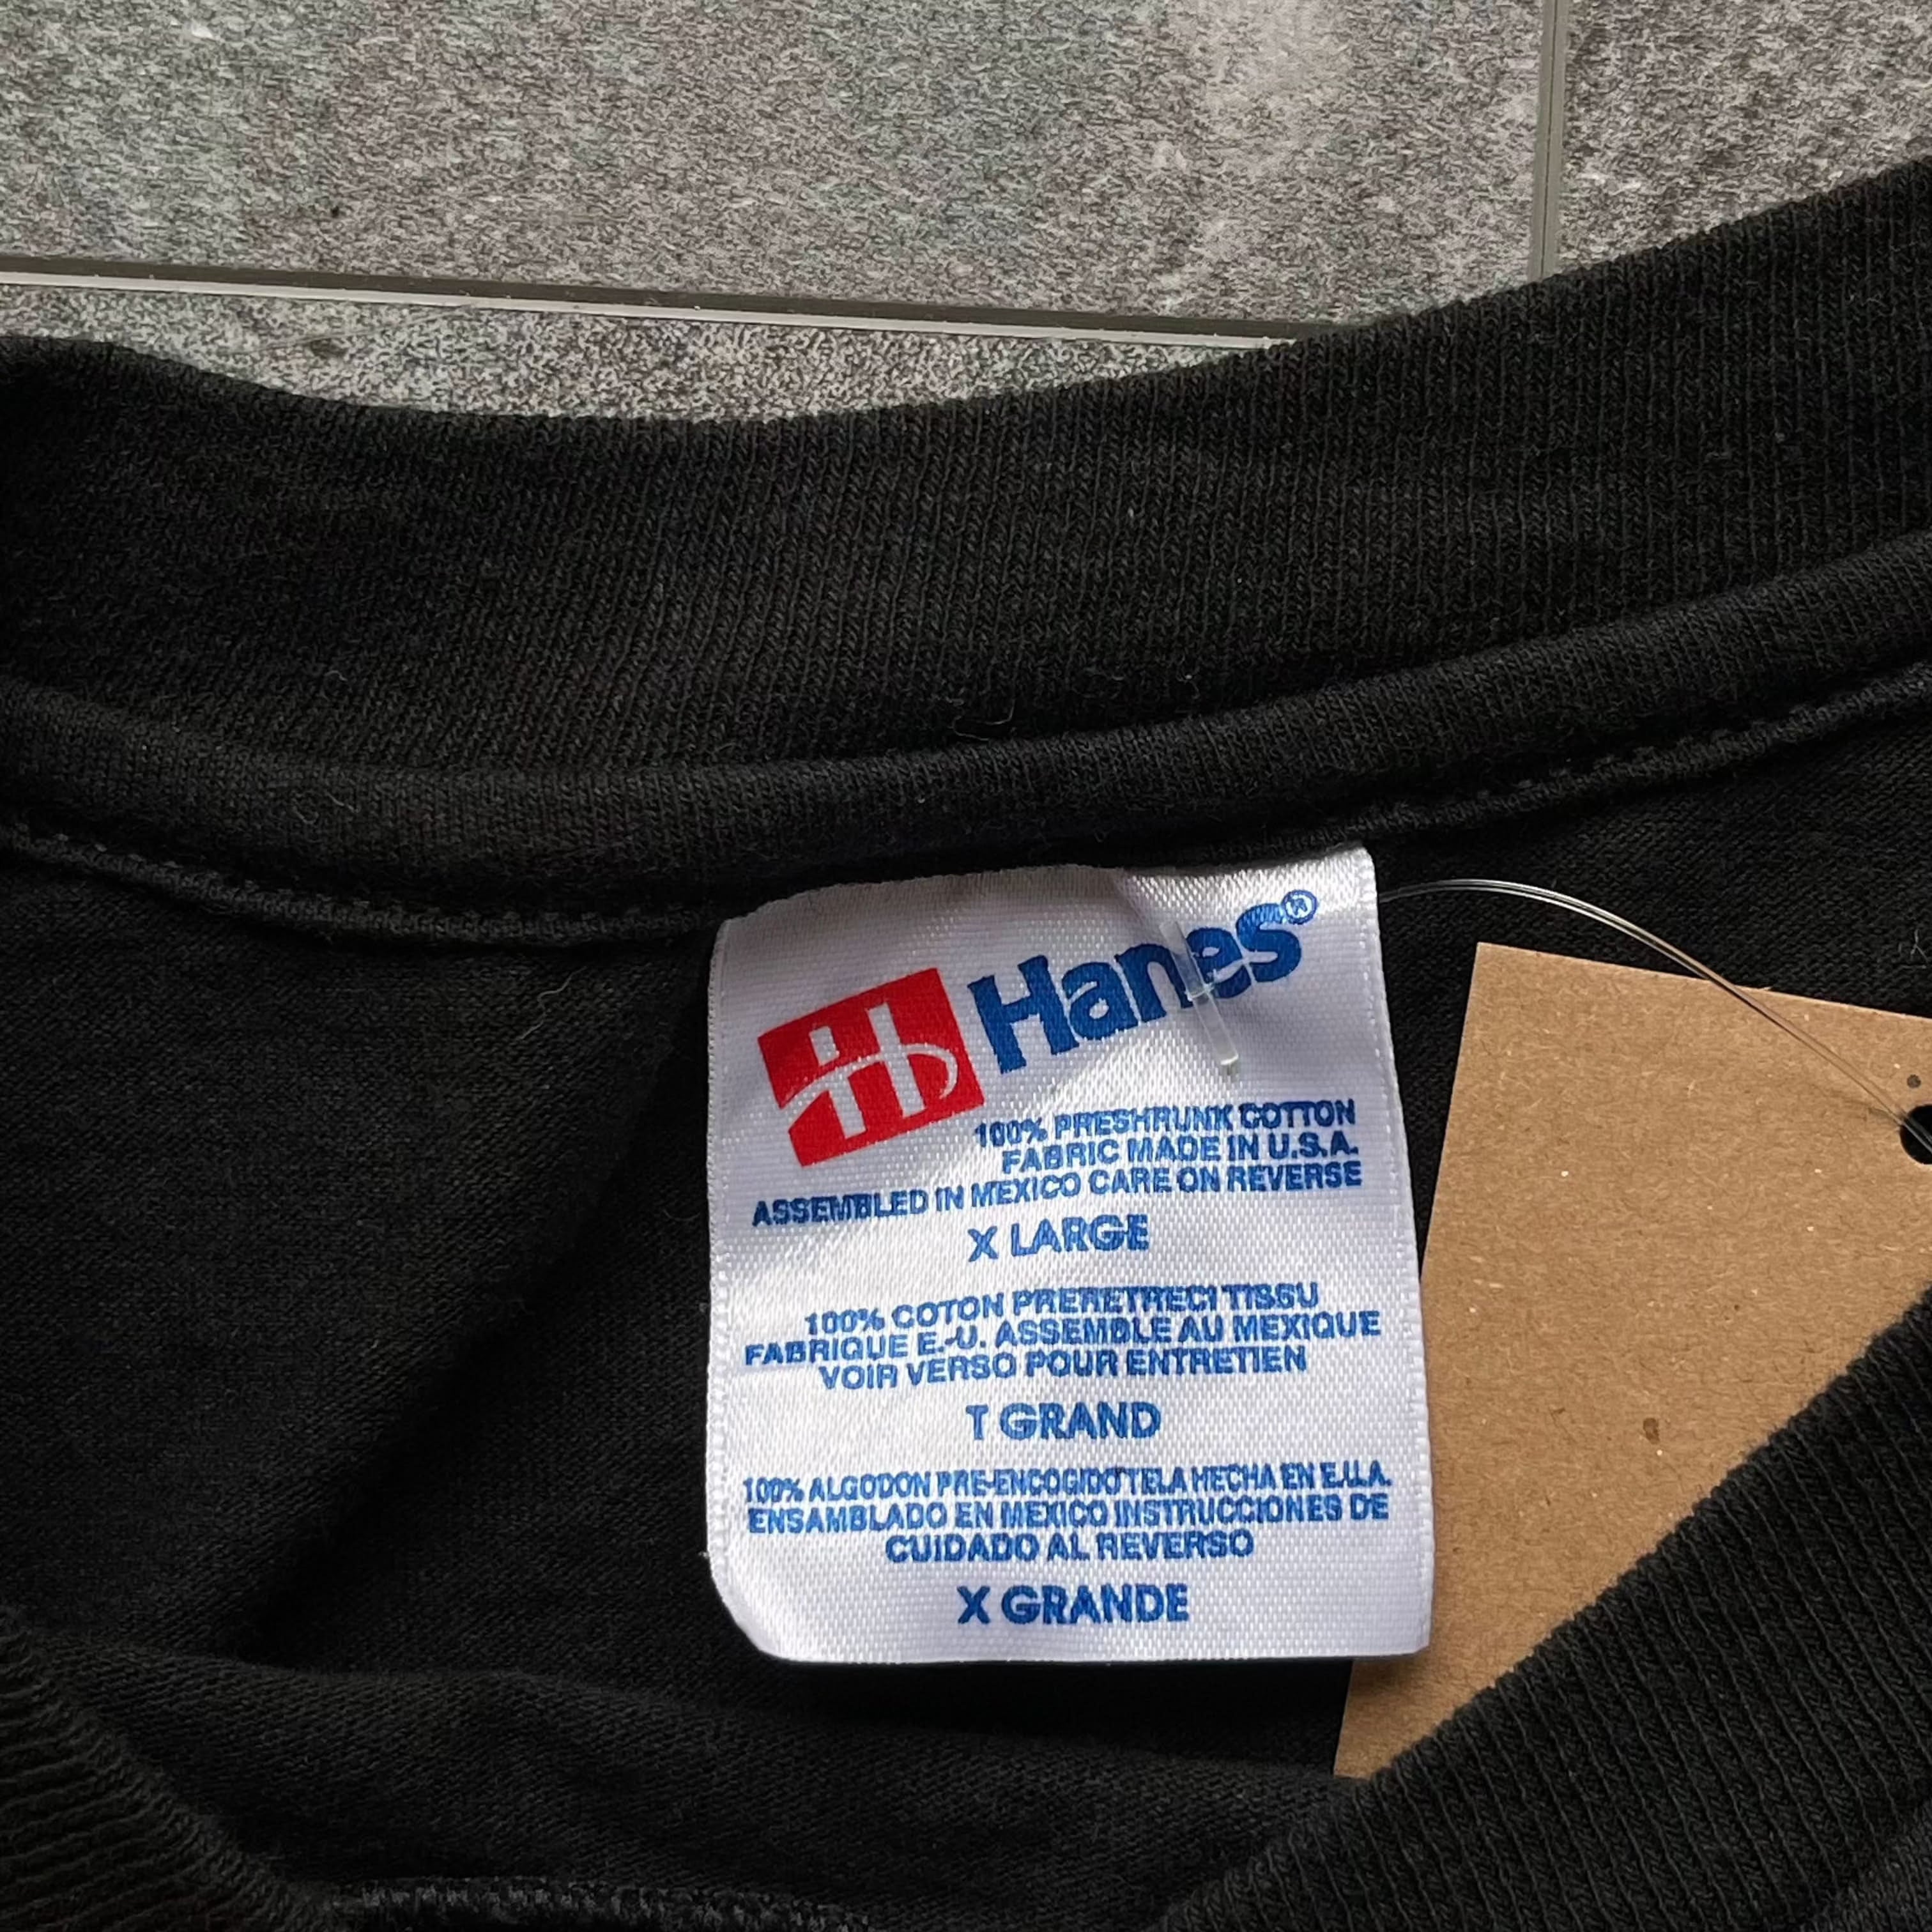 Hanes®
100% PRESHRUNK COTTON
FABRIC MADE IN U.S.A.
ASSEMBLED IN MEXICO CARE ON REVERSE
X LARGE
100% COTON PRERETRECI TISSU
FABRIQUE E.-U. ASSEMBLE AU MEXIQUE
VOIR VERSO POUR ENTRETIEN
T GRAND
100% ALGODON PRE-ENCOGIDO TELA HECHA EN E.U.A.
ENSAMBLADO EN MEXICO INSTRUCCIONES DE
CUIDADO AL REVERSO
X GRANDE